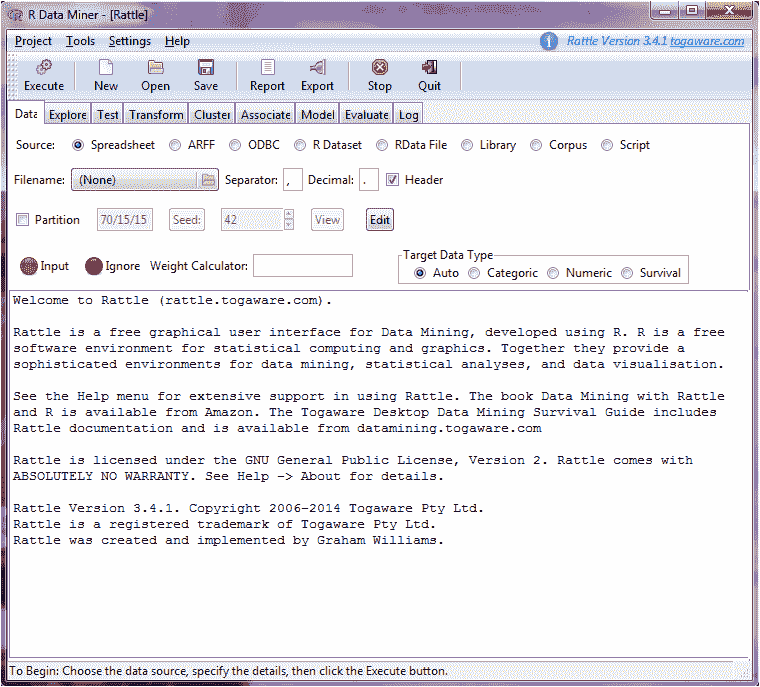 R Data Miner - [Rattle]
Project Tools Settings Help Rattle Version 3.4.1 togaware.com
Execute New Open Save Report Export Stop Quit
Data Explore Test Transform Cluster Associate Model Evaluate Log
Source: Spreadsheet ARFF ODBC R Dataset RData File Library Corpus Script
Filename: (None) Separator: , Decimal: . Header
Partition 70/15/15 Seed: 42 View Edit
Target Data Type
Input Ignore Weight Calculator: Auto Categoric Numeric Survival
Welcome to Rattle (rattle.togaware.com).
Rattle is a free graphical user interface for Data Mining, developed using R. R is a free
software environment for statistical computing and graphics. Together they provide a
sophisticated environments for data mining, statistical analyses, and data visualisation.
See the Help menu for extensive support in using Rattle. The book Data Mining with Rattle
and R is available from Amazon. The Togaware Desktop Data Mining Survival Guide includes
Rattle documentation and is available from datamining.togaware.com
Rattle is licensed under the GNU General Public License, Version 2. Rattle comes with
ABSOLUTELY NO WARRANTY. See Help -> About for details.
Rattle Version 3.4.1. Copyright 2006-2014 Togaware Pty Ltd.
Rattle is a registered trademark of Togaware Pty Ltd.
Rattle was created and implemented by Graham Williams.
To Begin: Choose the data source, specify the details, then click the Execute button.